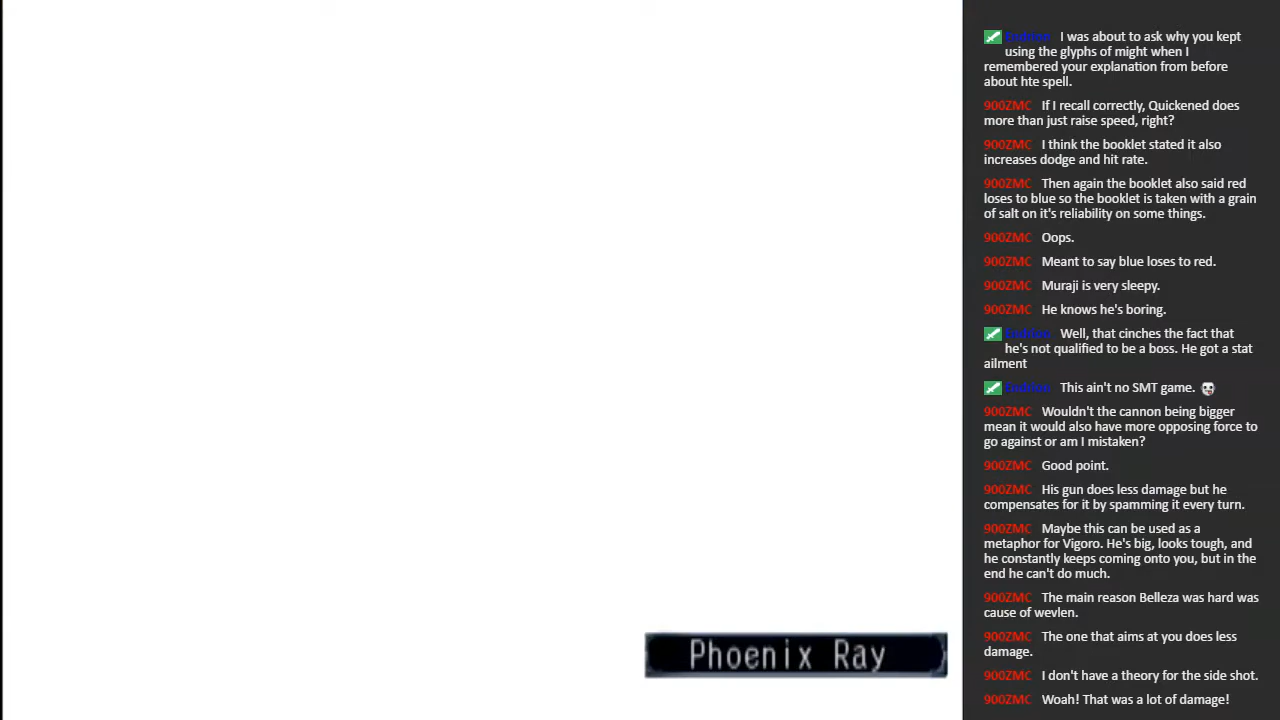 Endrion I was about to ask why you kept
using the glyphs of might when I
remembered your explanation from before
about hte spell.
900ZMC If I recall correctly, Quickened does
more than just raise speed, right?
900ZMC I think the booklet stated it also
increases dodge and hit rate.
900ZMC Then again the booklet also said red
loses to blue so the booklet is taken with a grain
of salt on it's reliability on some things.
900ZMC Oops.
900ZMC Meant to say blue loses to red.
900ZMC Muraji is very sleepy.
900ZMC He knows he's boring.
Endrion Well, that cinches the fact that
he's not qualified to be a boss. He got a stat
ailment
Endrion This ain't no SMT game.
900ZMC Wouldn't the cannon being bigger
mean it would also have more opposing force to
go against or am I mistaken?
900ZMC Good point.
900ZMC His gun does less damage but he
compensates for it by spamming it every turn.
900ZMC Maybe this can be used as a
metaphor for Vigoro. He's big, looks tough, and
he constantly keeps coming onto you, but in the
end he can't do much.
900ZMC The main reason Belleza was hard was
cause of wevlen.
900ZMC The one that aims at you does less
damage.
900ZMC I don't have a theory for the side shot.
900ZMC Woah! That was a lot of damage!
Phoenix Ray